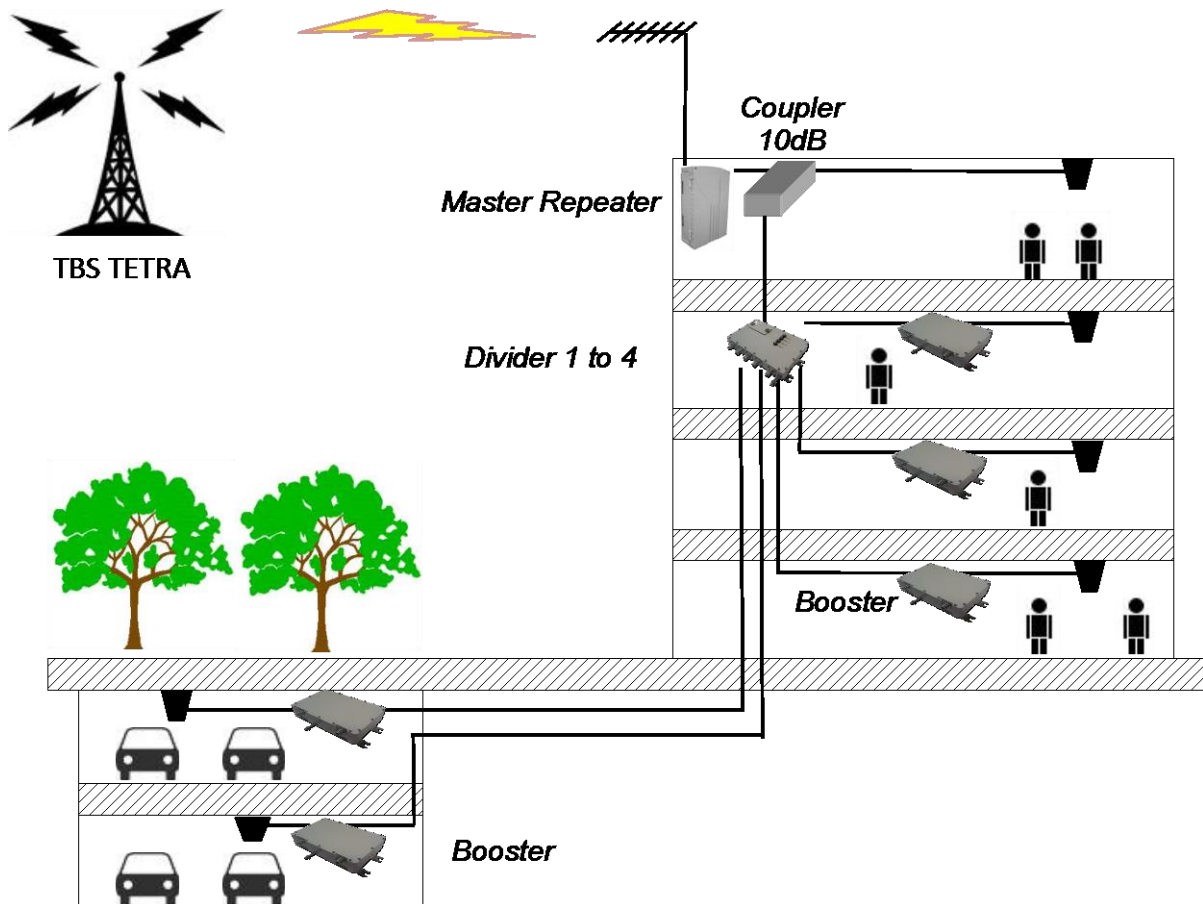 Coupler
10dB
Master Repeater
TBS TETRA
Divider 1 to 4
Booster
Booster